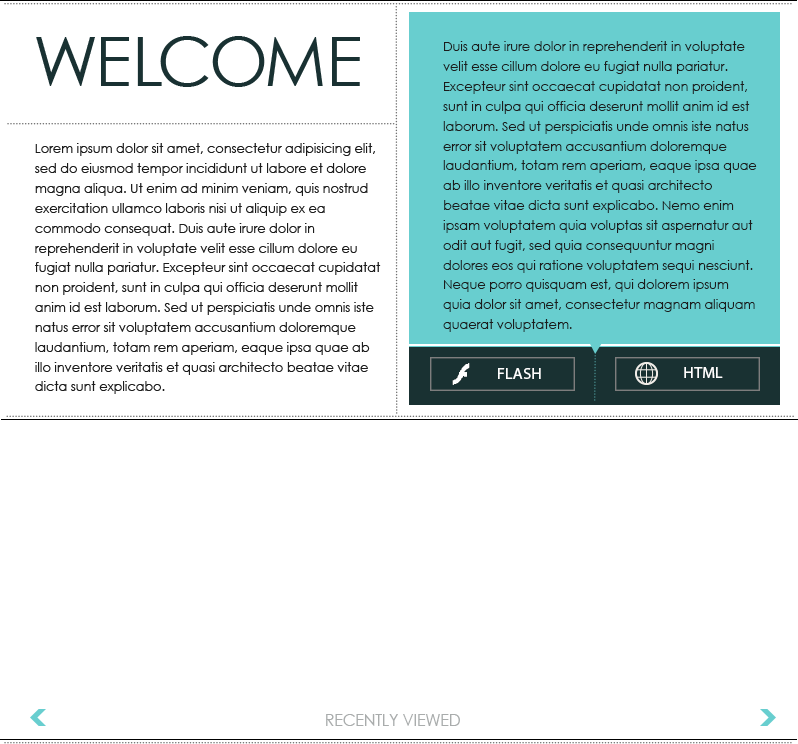 WELCOME
Lorem ipsum dolor sit amet, consectetur adipisicing elit,
sed do eiusmod tempor incididunt ut labore et dolore
magna aliqua. Ut enim ad minim veniam, quis nostrud
exercitation ullamco laboris nisi ut aliquip ex ea
commodo consequat. Duis aute irure dolor in
reprehenderit in voluptate velit esse cillum dolore eu
fugiat nulla pariatur. Excepteur sint occaecat cupidatat
non proident, sunt in culpa qui officia deserunt mollit
anim id est laborum. Sed ut perspiciatis unde omnis iste
natus error sit voluptatem accusantium doloremque
laudantium, totam rem aperiam, eaque ipsa quae ab
illo inventore veritatis et quasi architecto beatae vitae
dicta sunt explicabo.
Duis aute irure dolor in reprehenderit in voluptate
velit esse cillum dolore eu fugiat nulla pariatur.
Excepteur sint occaecat cupidatat non proident,
sunt in culpa qui officia deserunt mollit anim id est
laborum. Sed ut perspiciatis unde omnis iste natus
error sit voluptatem accusantium doloremque
laudantium, totam rem aperiam, eaque ipsa quae
ab illo inventore veritatis et quasi architecto
beatae vitae dicta sunt explicabo. Nemo enim
ipsam voluptatem quia voluptas sit aspernatur aut
odit aut fugit, sed quia consequuntur magni
dolores eos qui ratione voluptatem sequi nesciunt.
Neque porro quisquam est, qui dolorem ipsum
quia dolor sit amet, consectetur magnam aliquam
quaerat voluptatem.
FLASH
HTML
RECENTLY VIEWED